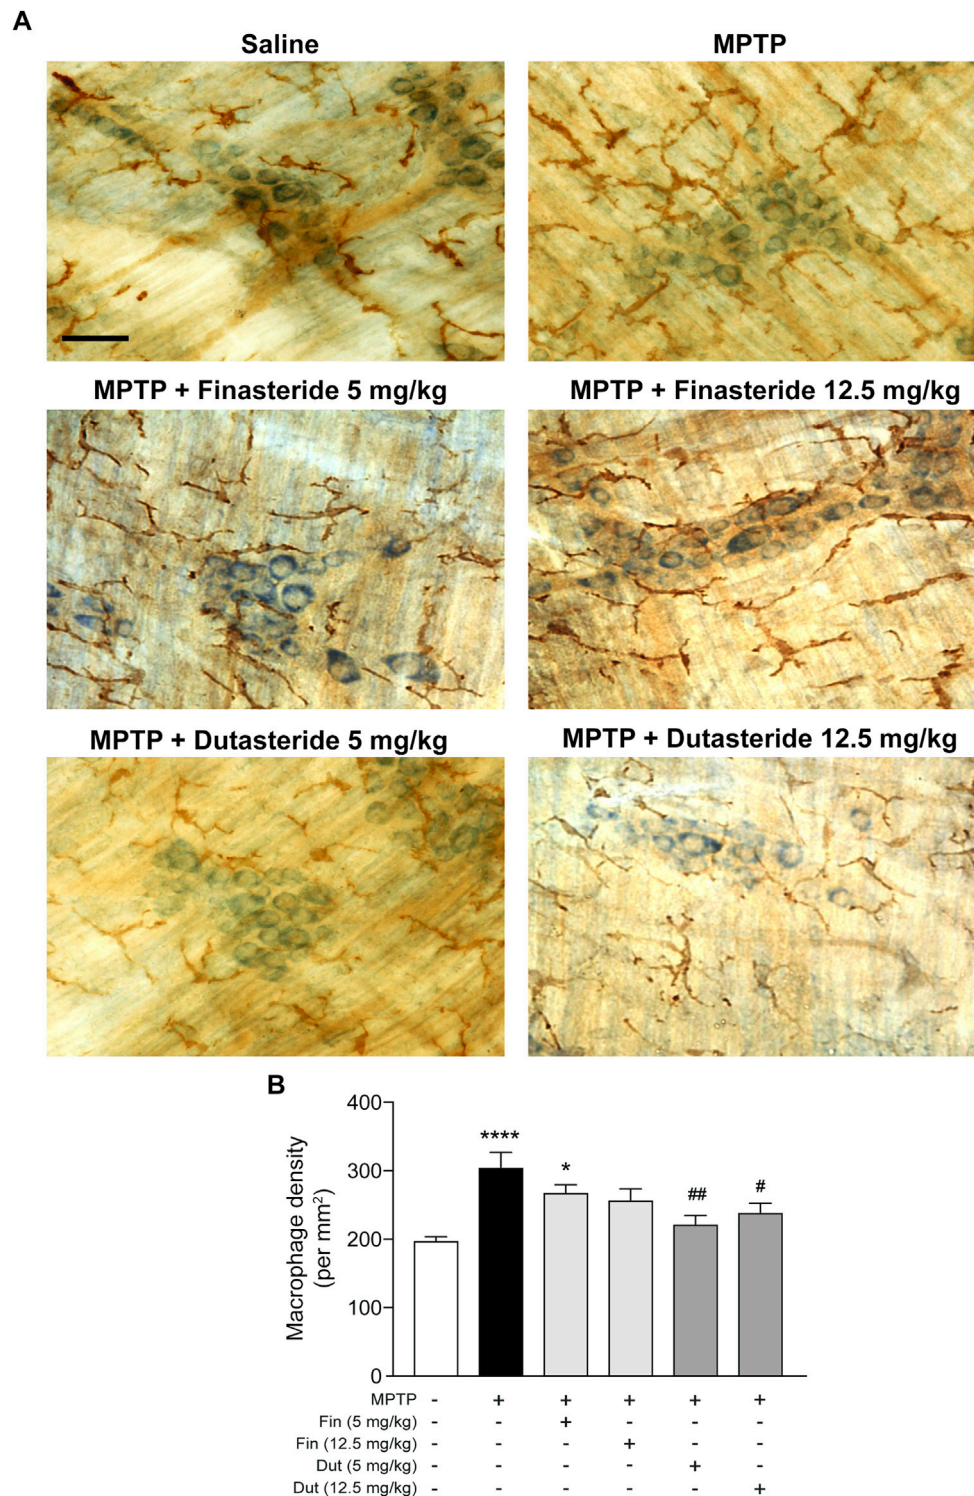 A
Saline MPTP
MPTP + Finasteride 5 mg/kg MPTP + Finasteride 12.5 mg/kg
MPTP + Dutasteride 5 mg/kg MPTP + Dutasteride 12.5 mg/kg
B
Macrophage density
(per mm²)
400
300
200
100
0
**** * ## #
MPTP - + + + + +
Fin (5 mg/kg) - - + - - -
Fin (12.5 mg/kg) - - - + - -
Dut (5 mg/kg) - - - - + -
Dut (12.5 mg/kg) - - - - - +